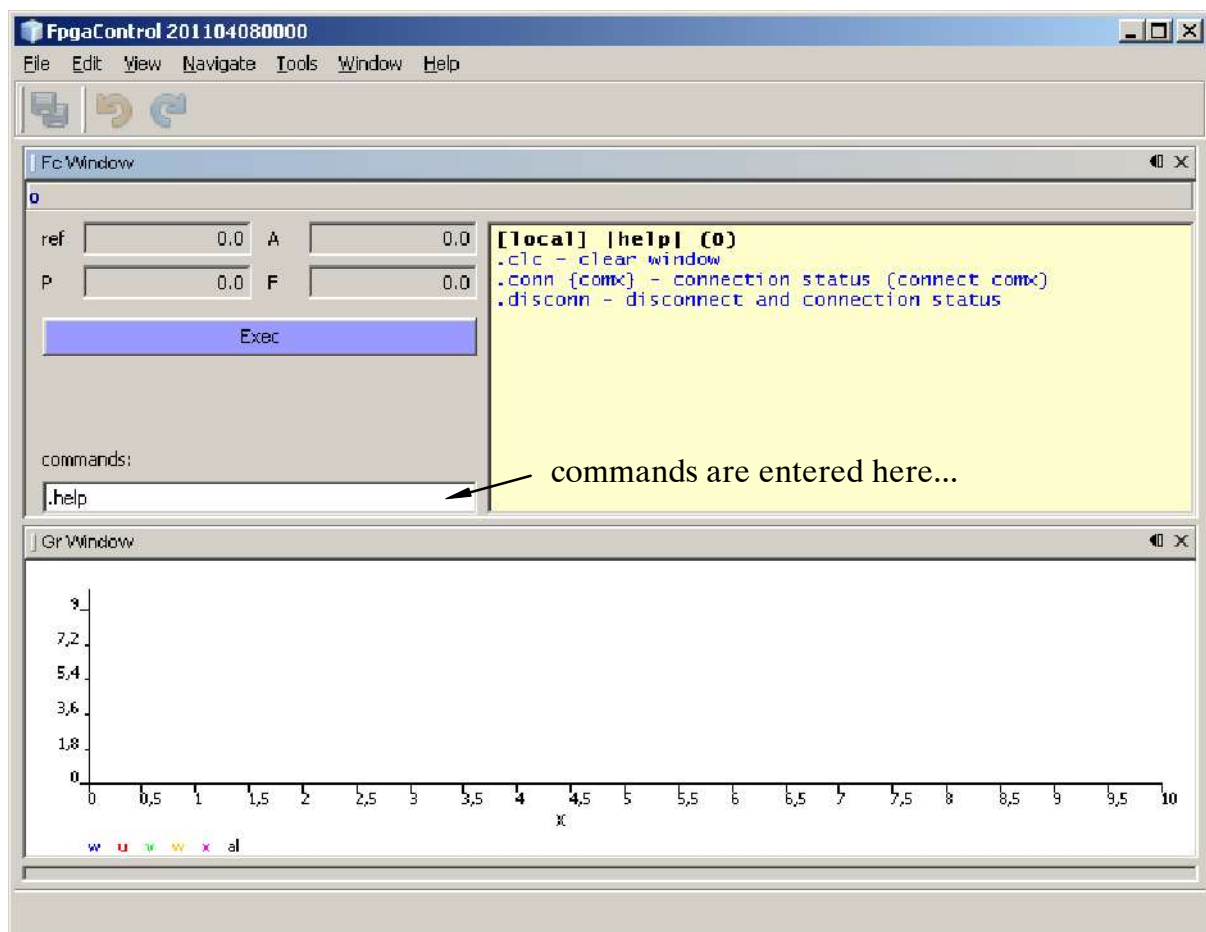 FpgaControl 201104080000
File Edit View Navigate Tools Window Help
Fc Window
o
ref 0.0 A 0.0
P 0.0 F 0.0
Exec
commands:
.help
[local] |help| (0)
.clc - clear window
.conn {comx} - connection status (connect comx)
.disconn - disconnect and connection status
commands are entered here...
Gr Window
9
7,2
5,4
3,6
1,8
0
0 0,5 1 1,5 2 2,5 3 3,5 4 4,5 5 5,5 6 6,5 7 7,5 8 8,5 9 9,5 10
x
w u v w x al